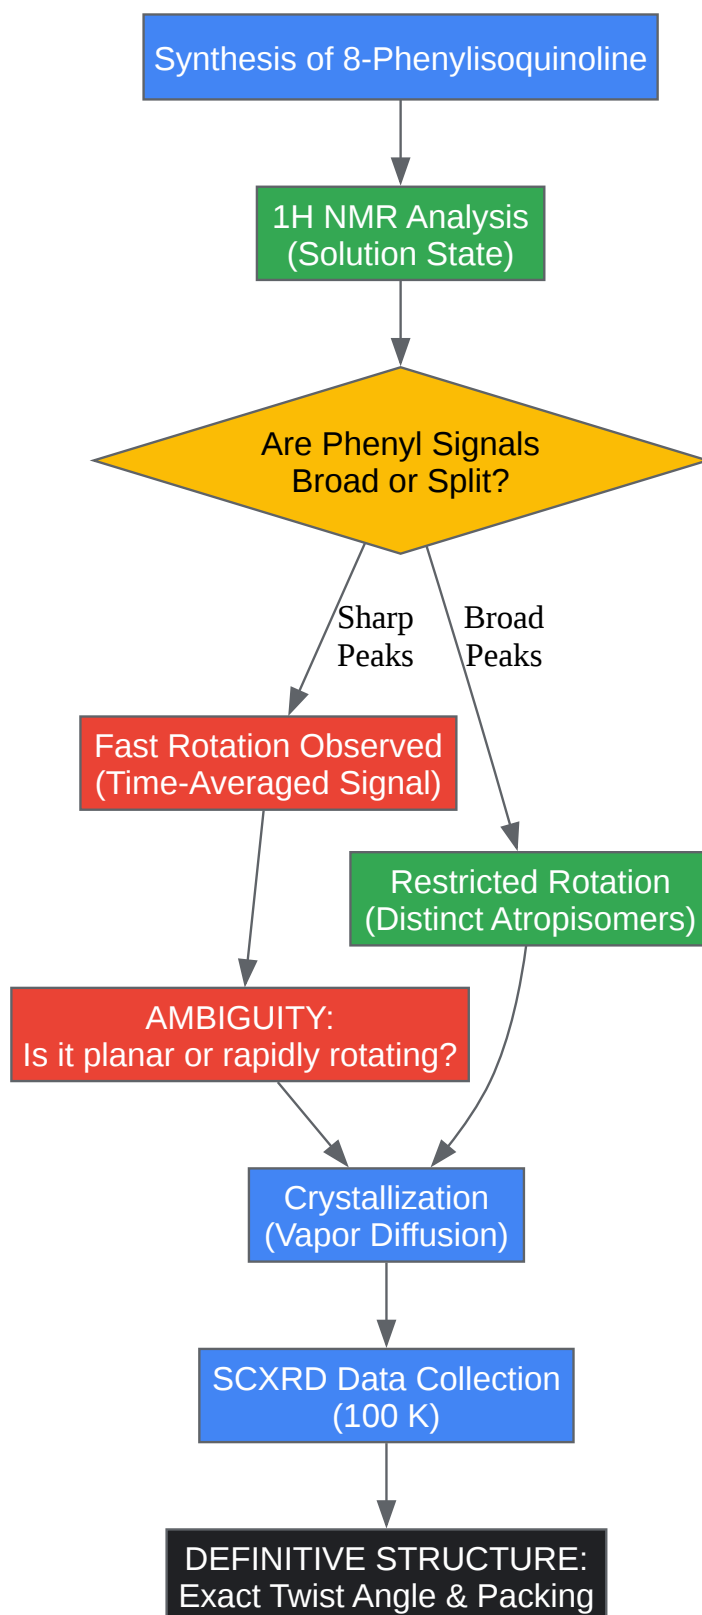 Synthesis of 8-Phenylisoquinoline
1H NMR Analysis
(Solution State)
Are Phenyl Signals
Broad or Split?
Sharp
Peaks
Broad
Peaks
Fast Rotation Observed
(Time-Averaged Signal)
Restricted Rotation
(Distinct Atropisomers)
AMBIGUITY:
Is it planar or rapidly rotating?
Crystallization
(Vapor Diffusion)
SCXRD Data Collection
(100 K)
DEFINITIVE STRUCTURE:
Exact Twist Angle & Packing